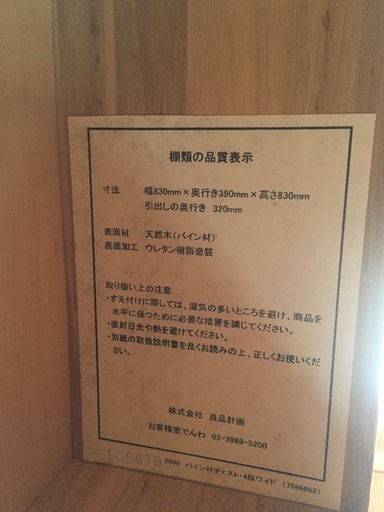 棚類の品質表示
寸法 幅830mm×奥行き390mm×高さ830mm
引出しの奥行き 320mm
表面材 天然木(パイン材)
表面加工 ウレタン樹脂塗装
取り扱い上の注意
・すえ付けに際しては、湿気の多いところを避け、商品を
水平に保つために必要な措置を講じてください。
・直射日光や熱を避けてください。
・別紙の取扱説明書を良くお読みの上、正しくお使いくだ
さい。
株式会社 良品計画
お客様室でんわ 03-3989-5200
2006 パイン材チェスト・4段ワイド (7586862)